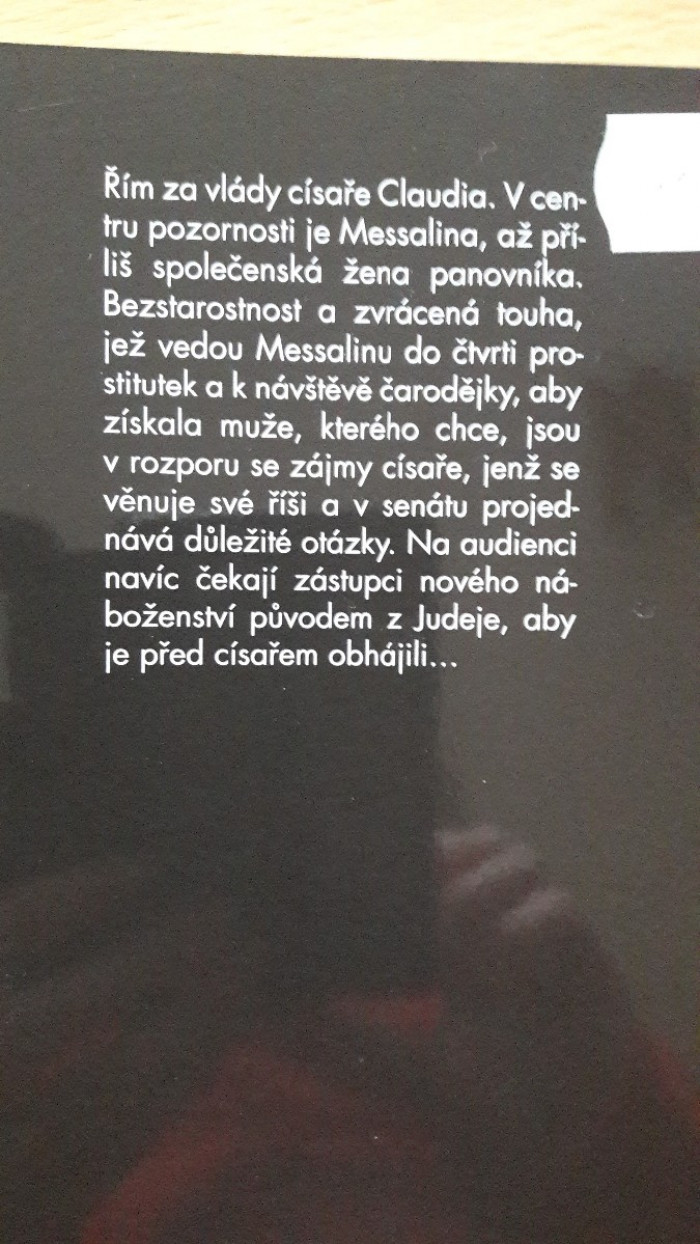 Řím za vlády císaře Claudia. V cen-
tru pozornosti je Messalina, až pří-
liš společenská žena panovníka.
Bezstarostnost a zvrácená touha,
jež vedou Messalinu do čtvrti pro-
stitutek a k návštěvě čarodějky, aby
získala muže, kterého chce, jsou
v rozporu se zájmy císaře, jenž se
věnuje své říši a v senátu projed-
nává důležité otázky. Na audienci
navíc čekají zástupci nového ná-
boženství původem z Judeje, aby
je před císařem obhájili...